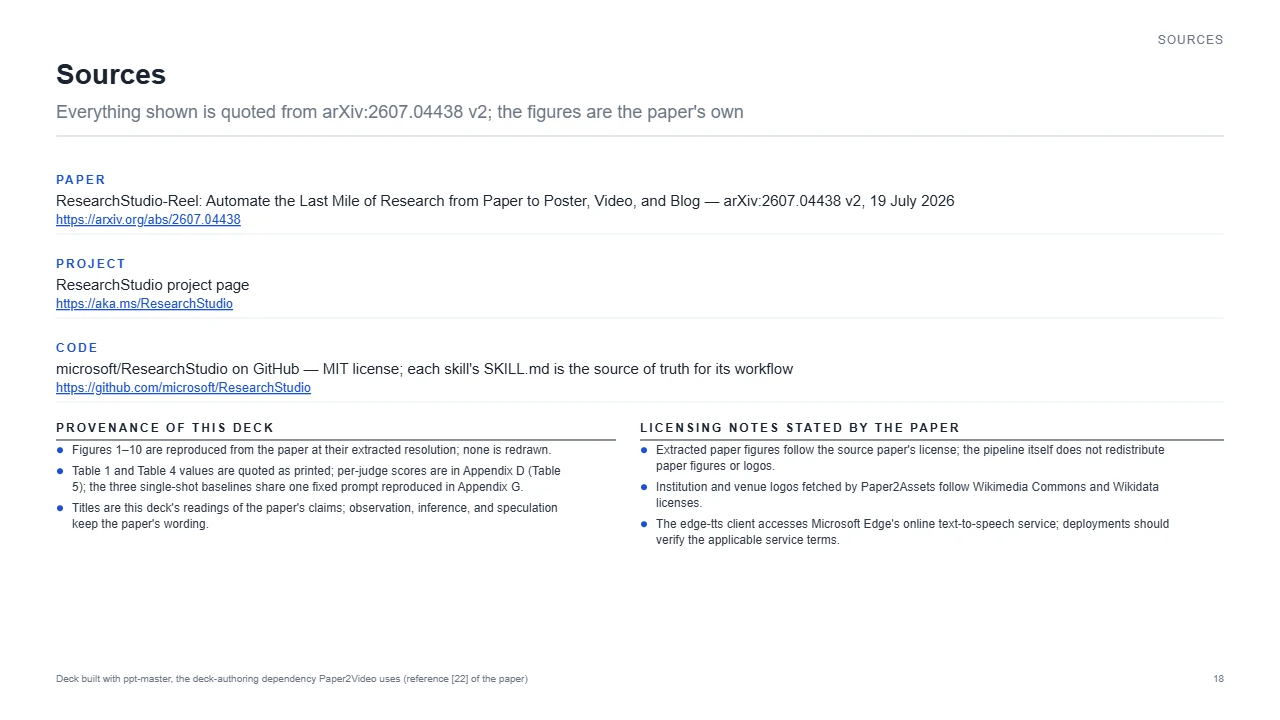 SOURCES
Sources
Everything shown is quoted from arXiv:2607.04438 v2; the figures are the paper's own
PAPER
ResearchStudio-Reel: Automate the Last Mile of Research from Paper to Poster, Video, and Blog — arXiv:2607.04438 v2, 19 July 2026
https://arxiv.org/abs/2607.04438
PROJECT
ResearchStudio project page
https://aka.ms/ResearchStudio
CODE
microsoft/ResearchStudio on GitHub — MIT license; each skill's SKILL.md is the source of truth for its workflow
https://github.com/microsoft/ResearchStudio
PROVENANCE OF THIS DECK
● Figures 1–10 are reproduced from the paper at their extracted resolution; none is redrawn.
● Table 1 and Table 4 values are quoted as printed; per-judge scores are in Appendix D (Table
5); the three single-shot baselines share one fixed prompt reproduced in Appendix G.
● Titles are this deck's readings of the paper's claims; observation, inference, and speculation
keep the paper's wording.
LICENSING NOTES STATED BY THE PAPER
● Extracted paper figures follow the source paper's license; the pipeline itself does not redistribute
paper figures or logos.
● Institution and venue logos fetched by Paper2Assets follow Wikimedia Commons and Wikidata
licenses.
● The edge-tts client accesses Microsoft Edge's online text-to-speech service; deployments should
verify the applicable service terms.
Deck built with ppt-master, the deck-authoring dependency Paper2Video uses (reference [22] of the paper)
18